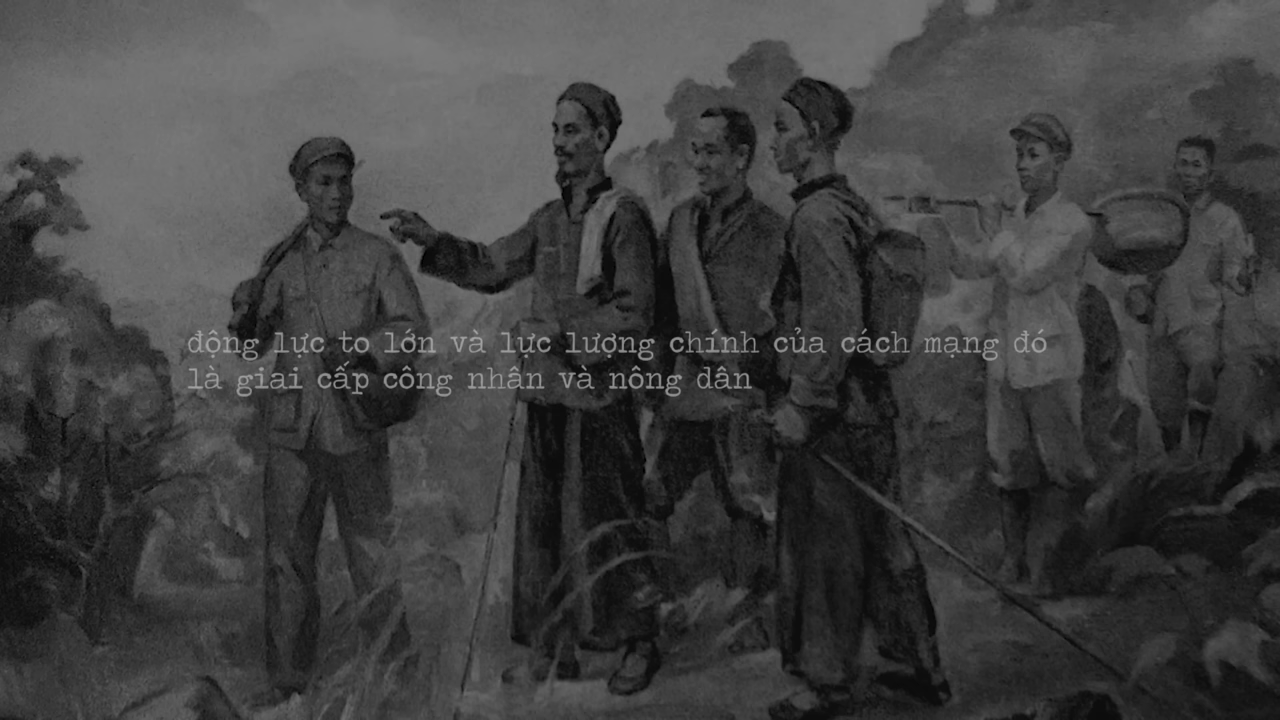 động lực to lớn và lực lượng chính của cách mạng đó
là giai cấp công nhân và nông dân